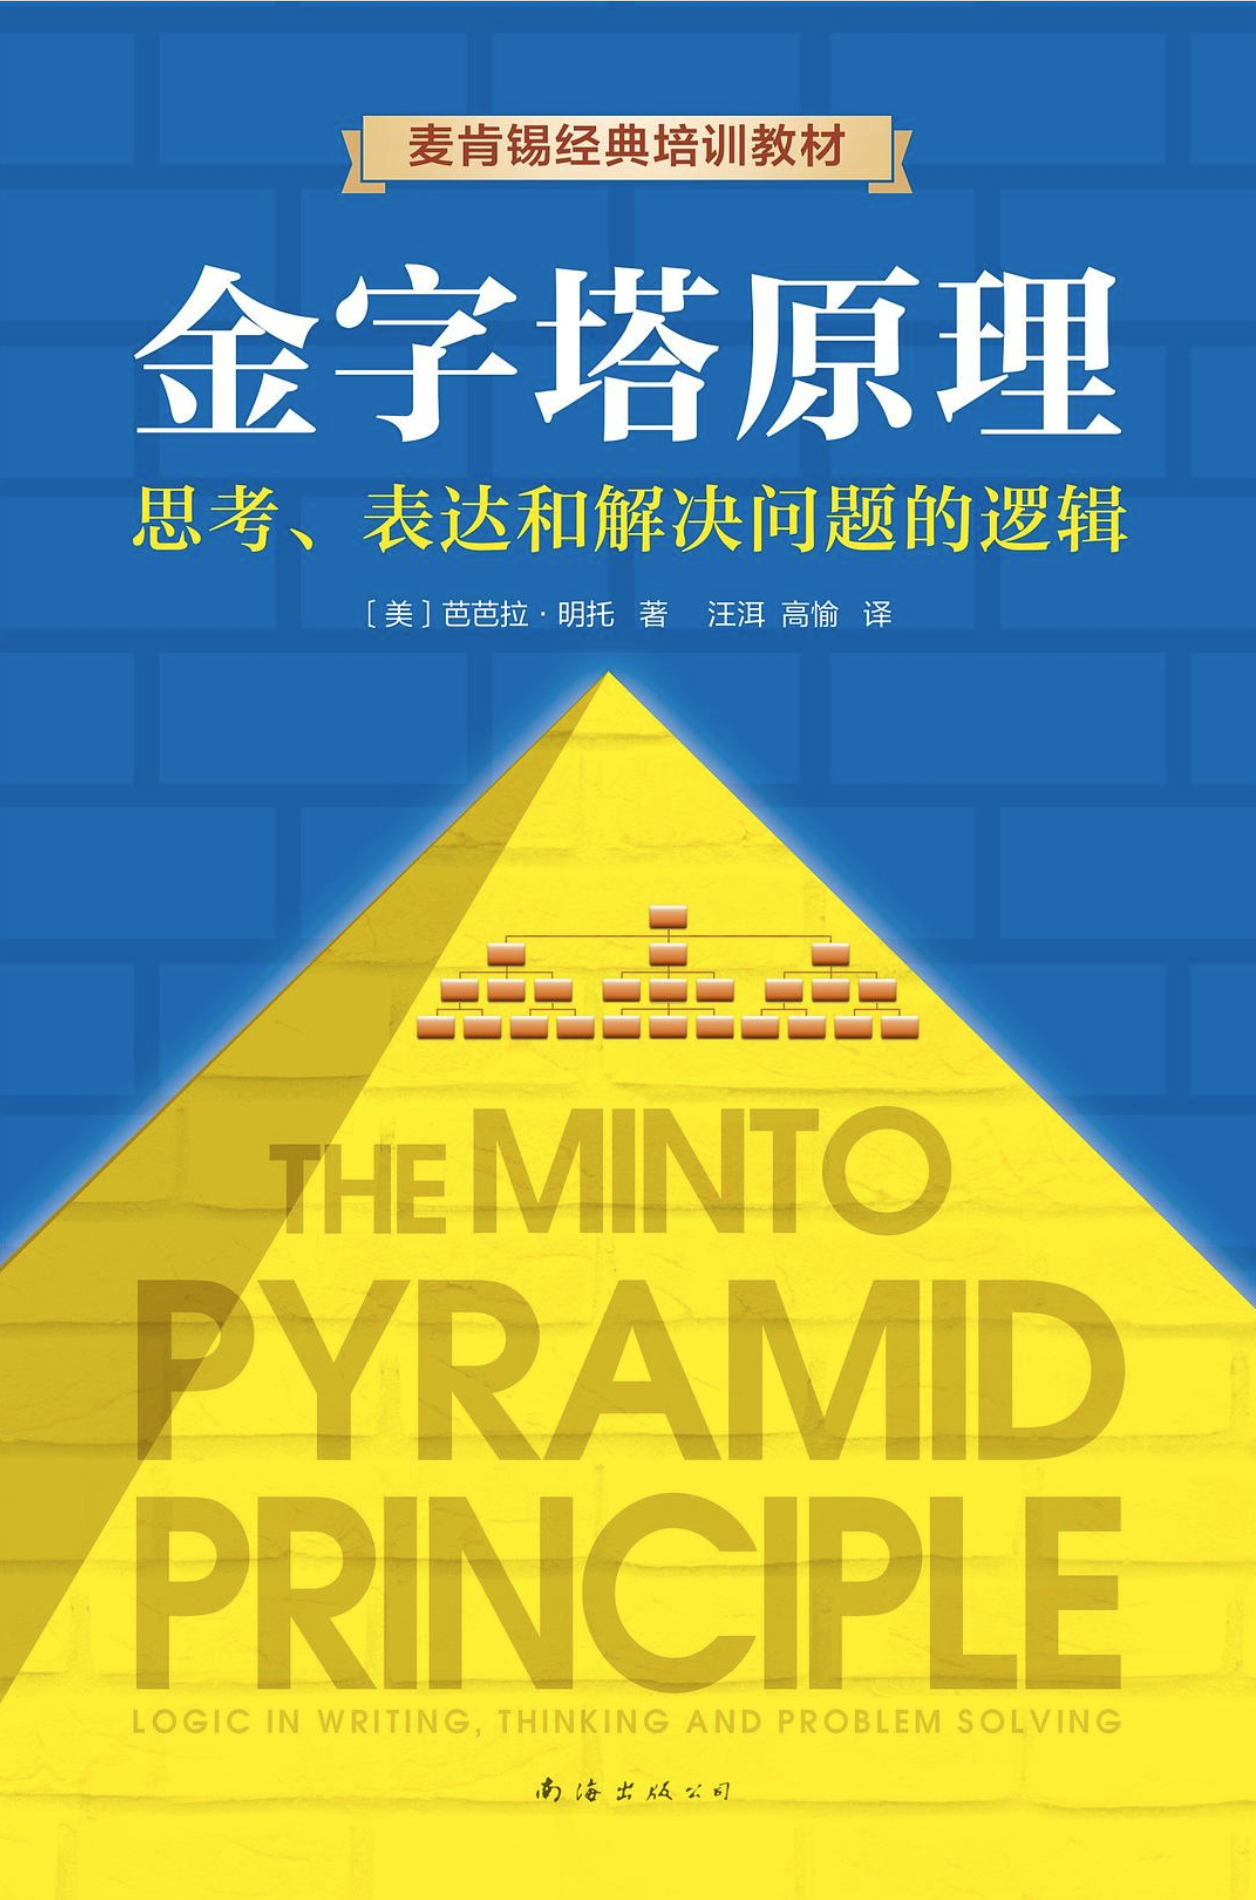 麦肯锡经典培训教材
金字塔原理
思考、表达和解决问题的逻辑
［美］芭芭拉·明托 著 汪洱 高愉 译
THE MINTO
PYRAMID
PRINCIPLE
LOGIC IN WRITING, THINKING AND PROBLEM SOLVING
南海出版公司